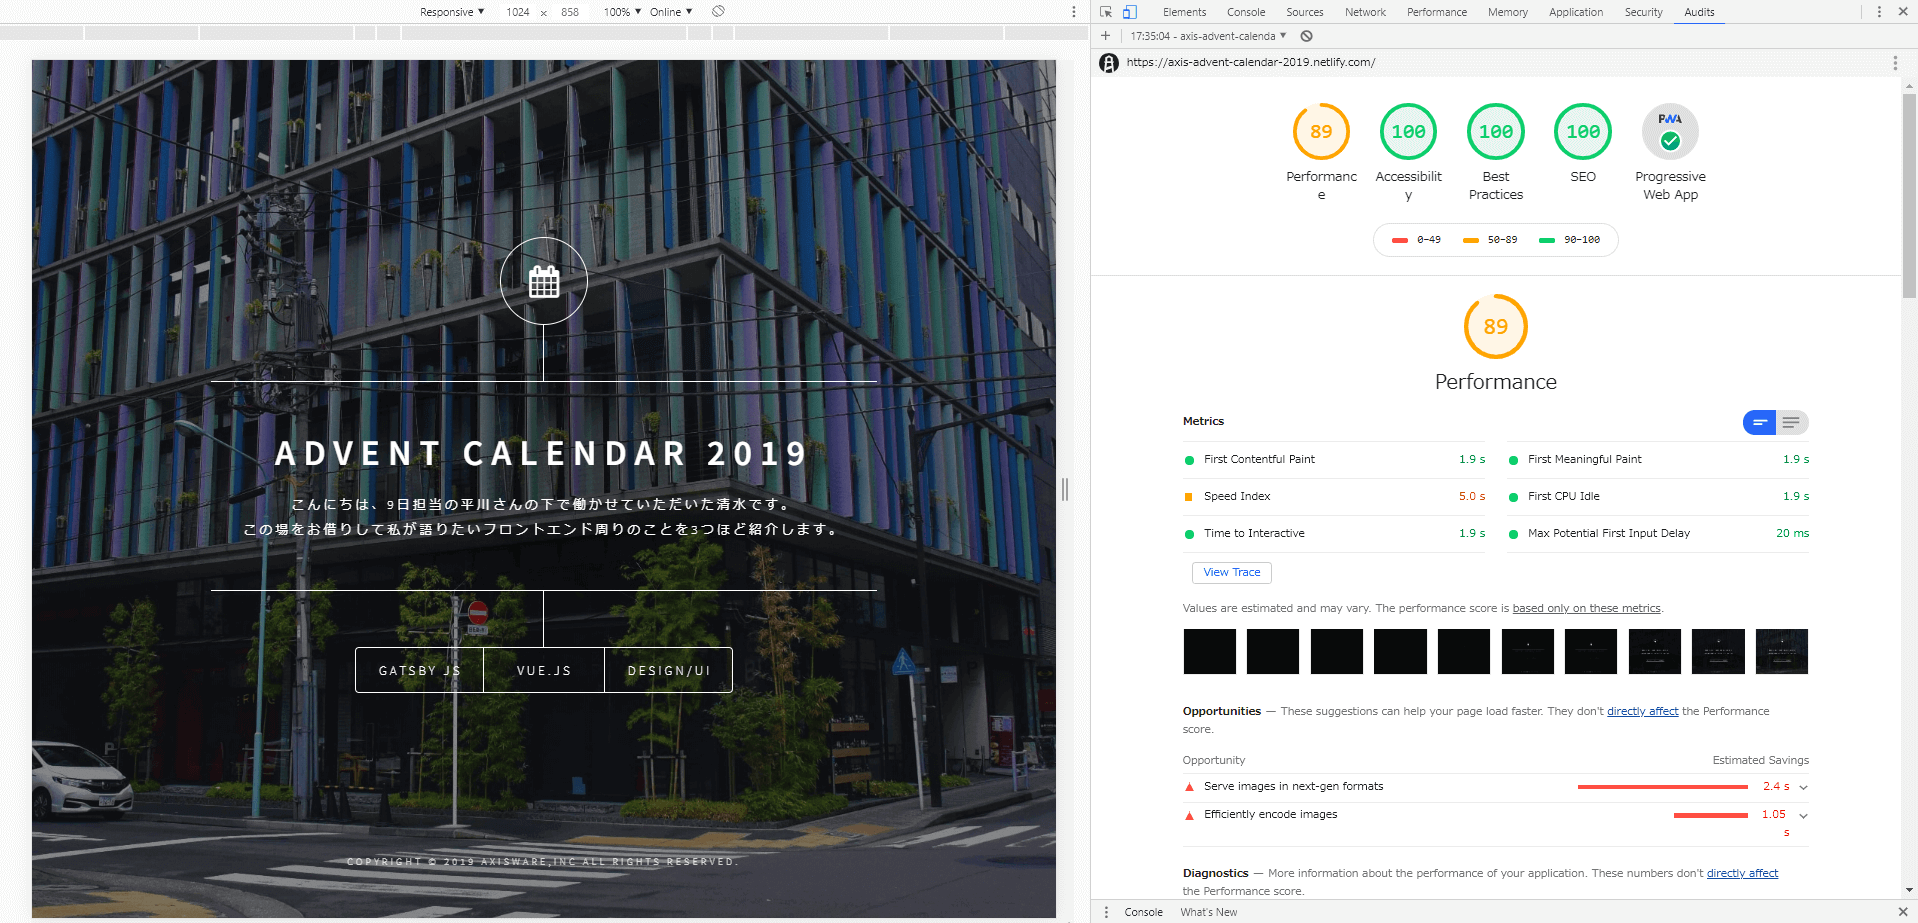 Responsive ▼ 1024 x 858 100% ▼ Online ▼
Elements Console Sources Network Performance Memory Application Security Audits
17:35:04 - axis-advent-calenda ▼
https://axis-advent-calendar-2019.netlify.com/
89 100 100 100 PWA
Performanc
e
Accessibilit
y
Best
Practices
SEO
Progressive
Web App
0–49 50–89 90–100
89
Performance
Metrics
First Contentful Paint 1.9 s
First Meaningful Paint 1.9 s
Speed Index 5.0 s
First CPU Idle 1.9 s
Time to Interactive 1.9 s
Max Potential First Input Delay 20 ms
View Trace
Values are estimated and may vary. The performance score is based only on these metrics.
Opportunities — These suggestions can help your page load faster. They don't directly affect the Performance
score.
Opportunity Estimated Savings
Serve images in next-gen formats 2.4 s
Efficiently encode images 1.05
s
Diagnostics — More information about the performance of your application. These numbers don't directly affect
the Performance score.
Console What's New
ADVENT CALENDAR 2019
こんにちは、9日担当の平川さんの下で働かせていただいた清水です。
この場をお借りして私が語りたいフロントエンド周りのことを3つほど紹介します。
GATSBY JS VUE.JS DESIGN/UI
COPYRIGHT © 2019 AXISWARE,INC ALL RIGHTS RESERVED.